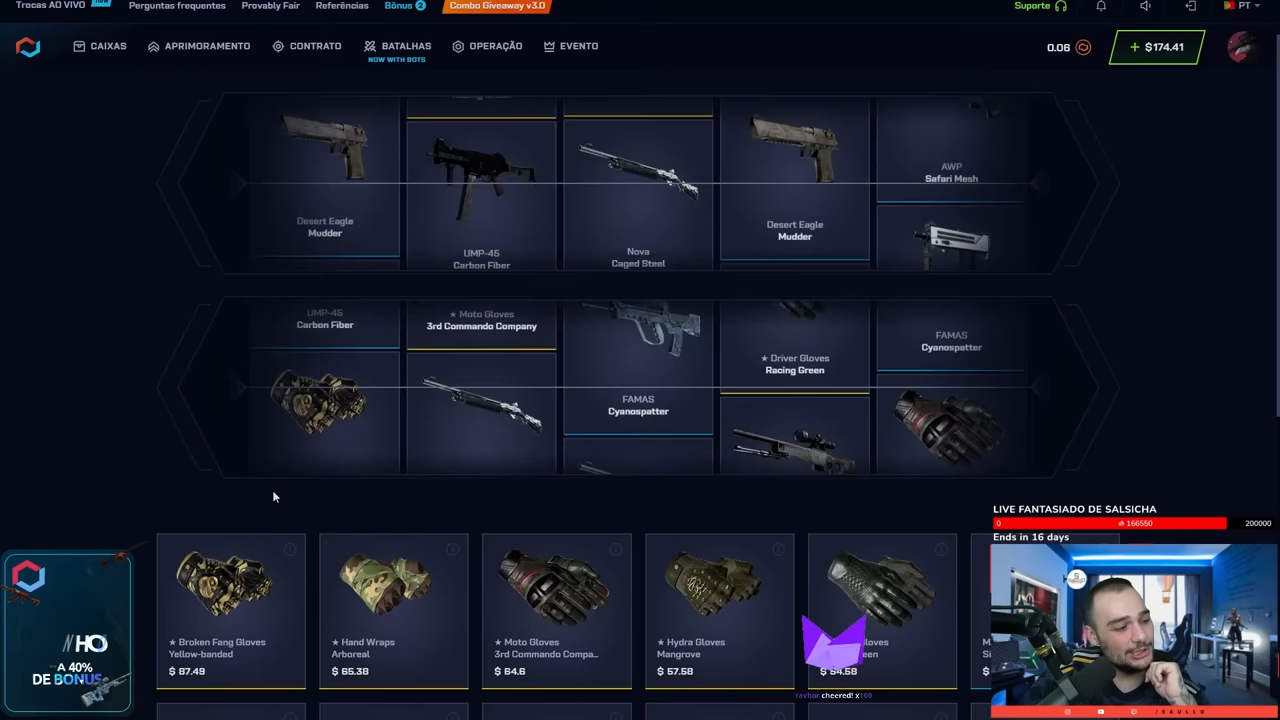 Trocas AO VIVO
Perguntas frequentes
Provably Fair
Referências
Bônus 2
Combo Giveaway v3.0
Suporte
PT
CAIXAS
APRIMORAMENTO
CONTRATO
BATALHAS
NOW WITH BOTS
OPERAÇÃO
EVENTO
0.06
+ $174.41
Desert Eagle
Mudder
UMP-45
Carbon Fiber
Nova
Caged Steel
Desert Eagle
Mudder
AWP
Safari Mesh
UMP-45
Carbon Fiber
★ Moto Gloves
3rd Commando Company
FAMAS
Cyanospatter
★ Driver Gloves
Racing Green
FAMAS
Cyanospatter
LIVE FANTASIADO DE SALSICHA
0
166550
200000
Ends in 16 days
★ Broken Fang Gloves
Yellow-banded
$ 87.49
★ Hand Wraps
Arboreal
$ 65.38
★ Moto Gloves
3rd Commando Compa...
$ 64.6
★ Hydra Gloves
Mangrove
$ 57.58
$ 54.58
// HO
A 40%
DE BONUS
ravhor cheered! x100
/ S A U L L O